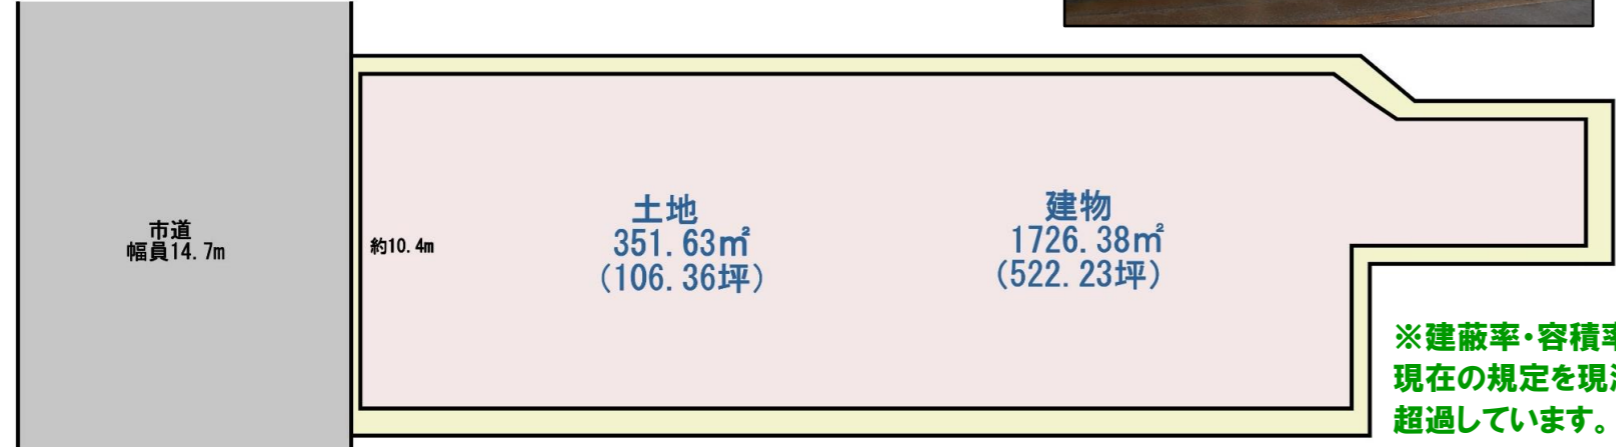 市道
幅員14.7m
約10.4m
土地
351.63㎡
(106.36坪)
建物
1726.38㎡
(522.23坪)
※建蔽率・容積率
現在の規定を現
超過しています。